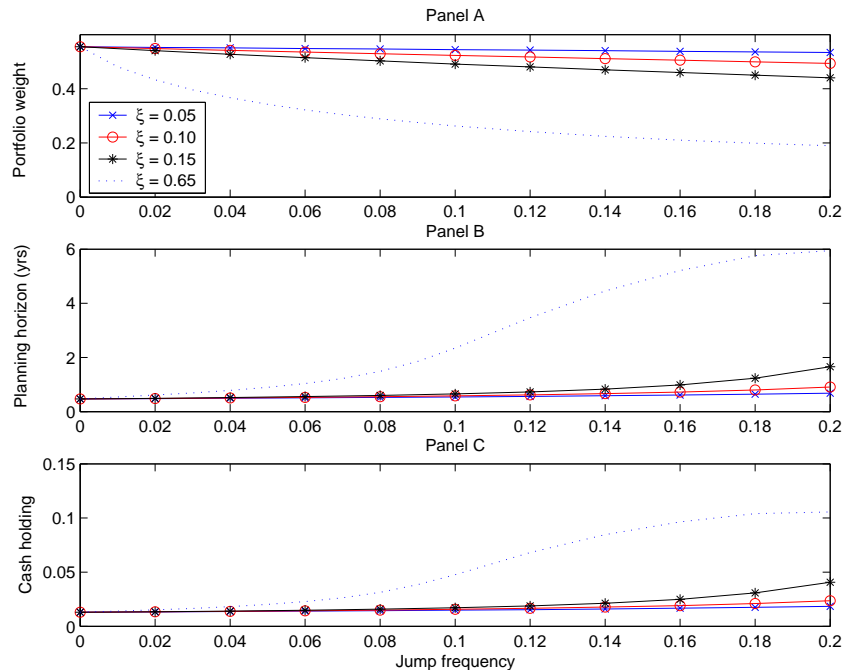 Panel A
Portfolio weight
0.4
0.2
0
ξ = 0.05
ξ = 0.10
ξ = 0.15
ξ = 0.65
0 0.02 0.04 0.06 0.08 0.1 0.12 0.14 0.16 0.18 0.2
Panel B
Planning horizon (yrs)
6
4
2
0
0 0.02 0.04 0.06 0.08 0.1 0.12 0.14 0.16 0.18 0.2
Panel C
Cash holding
0.15
0.1
0.05
0
0 0.02 0.04 0.06 0.08 0.1 0.12 0.14 0.16 0.18 0.2
Jump frequency